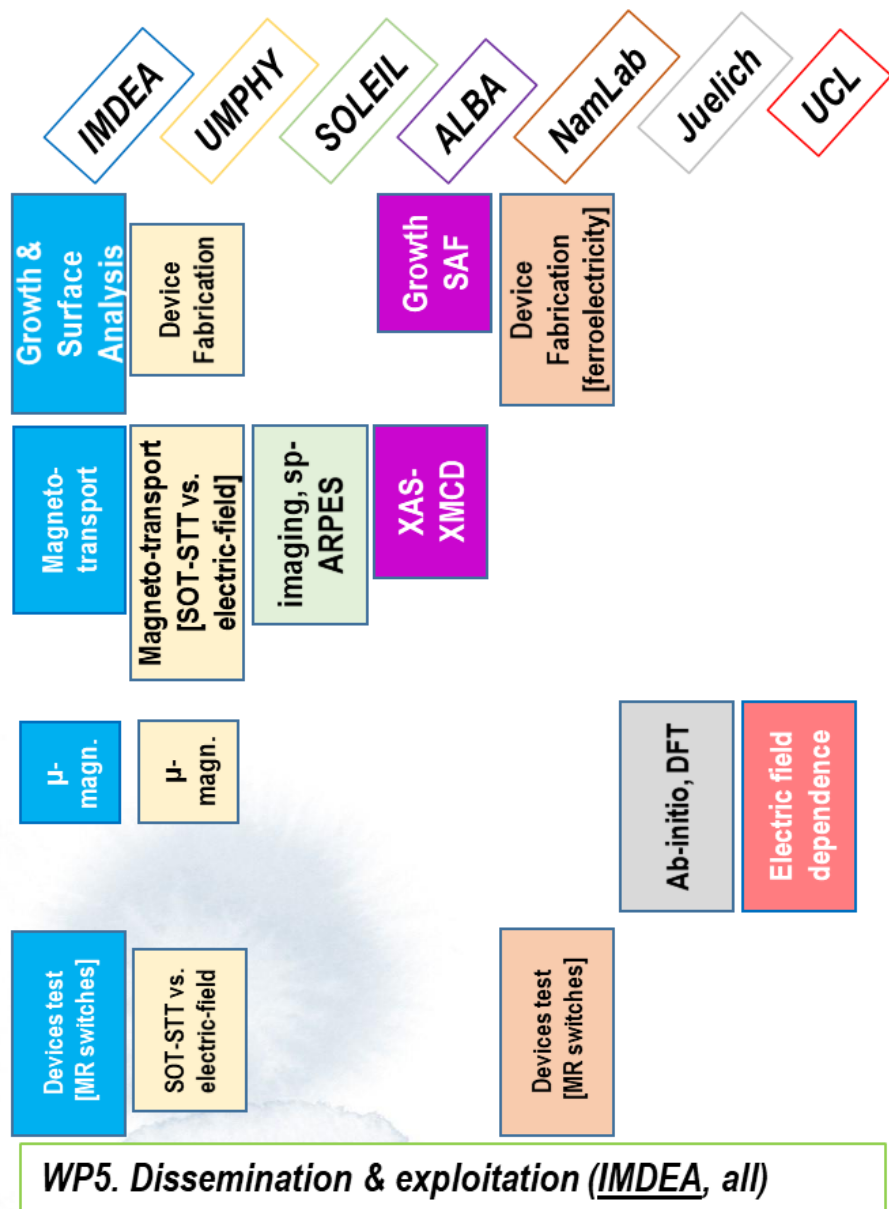 IMDEA
UMPHY
SOLEIL
ALBA
NamLab
Juelich
UCL
Growth &
Surface
Analysis
Device
Fabrication
Growth
SAF
Device
Fabrication
[ferroelectricity]
Magneto-
transport
Magneto-transport
[SOT-STT vs.
electric-field]
imaging, sp-
ARPES
XAS-
XMCD
µ-
magn.
µ-
magn.
Ab-initio, DFT
Electric field
dependence
Devices test
[MR switches]
SOT-STT vs.
electric-field
Devices test
[MR switches]
WP5. Dissemination & exploitation (IMDEA, all)